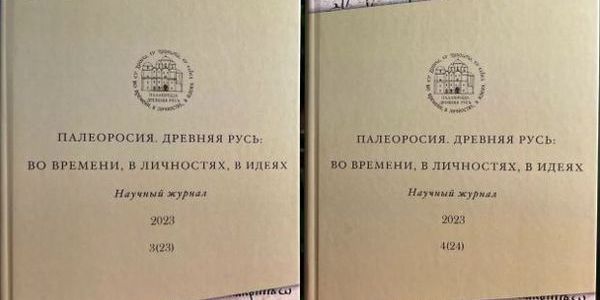 ПАЛЕОРОСИЯ. ДРЕВНЯЯ РУСЬ:
ВО ВРЕМЕНИ, В ЛИЧНОСТЯХ, В ИДЕЯХ
Научный журнал
2023
3(23)
ПАЛЕОРОСИЯ. ДРЕВНЯЯ РУСЬ:
ВО ВРЕМЕНИ, В ЛИЧНОСТЯХ, В ИДЕЯХ
Научный журнал
2023
4(24)